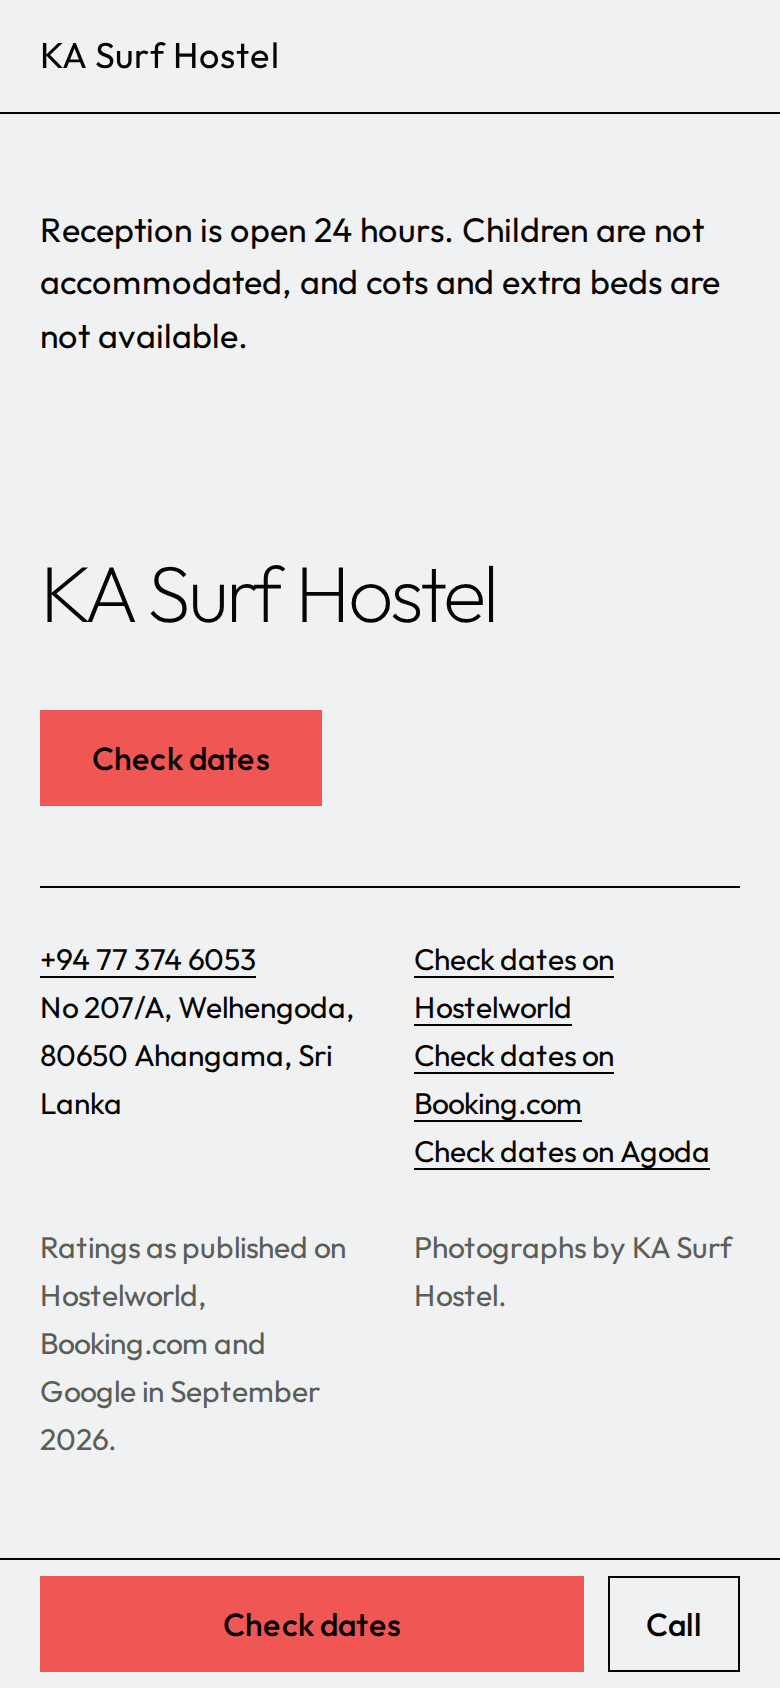 KA Surf Hostel
Reception is open 24 hours. Children are not
accommodated, and cots and extra beds are
not available.
KA Surf Hostel
Check dates
+94 77 374 6053
No 207/A, Welhengoda,
80650 Ahangama, Sri
Lanka
Check dates on
Hostelworld
Check dates on
Booking.com
Check dates on Agoda
Ratings as published on
Hostelworld,
Booking.com and
Google in September
2026.
Photographs by KA Surf
Hostel.
Check dates
Call